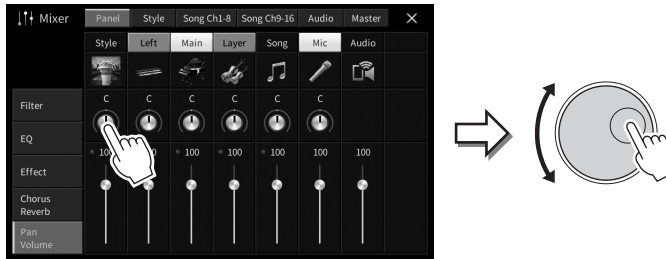 Mixer Panel Style Song Ch1-8 Song Ch9-16 Audio Master ×
Style Left Main Layer Song Mic Audio
Filter
C C C C C C
EQ
100 100 100 100 100 100
Effect
Chorus
Reverb
Pan
Volume